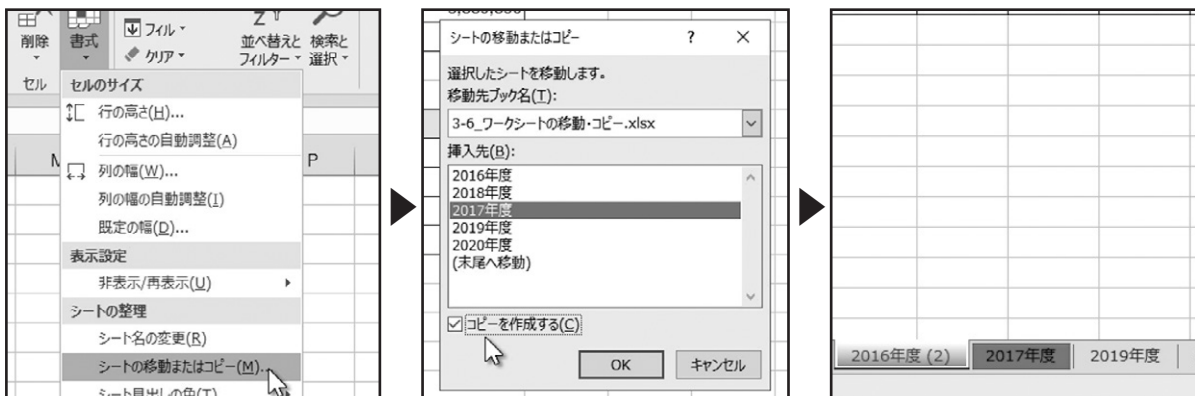 削除
書式
フィル
クリア
並べ替えと
フィルター
検索と
選択
セル
セルのサイズ
行の高さ(H)...
行の高さの自動調整(A)
列の幅(W)...
列の幅の自動調整(I)
既定の幅(D)...
表示設定
非表示/再表示(U)
シートの整理
シート名の変更(R)
シートの移動またはコピー(M)...
シート見出しの色(T)
P
シートの移動またはコピー
?
選択したシートを移動します。
移動先ブック名(T):
3-6_ワークシートの移動・コピー.xlsx
挿入先(B):
2016年度
2018年度
2017年度
2019年度
2020年度
(末尾へ移動)
コピーを作成する(C)
OK
キャンセル
2016年度 (2)
2017年度
2019年度